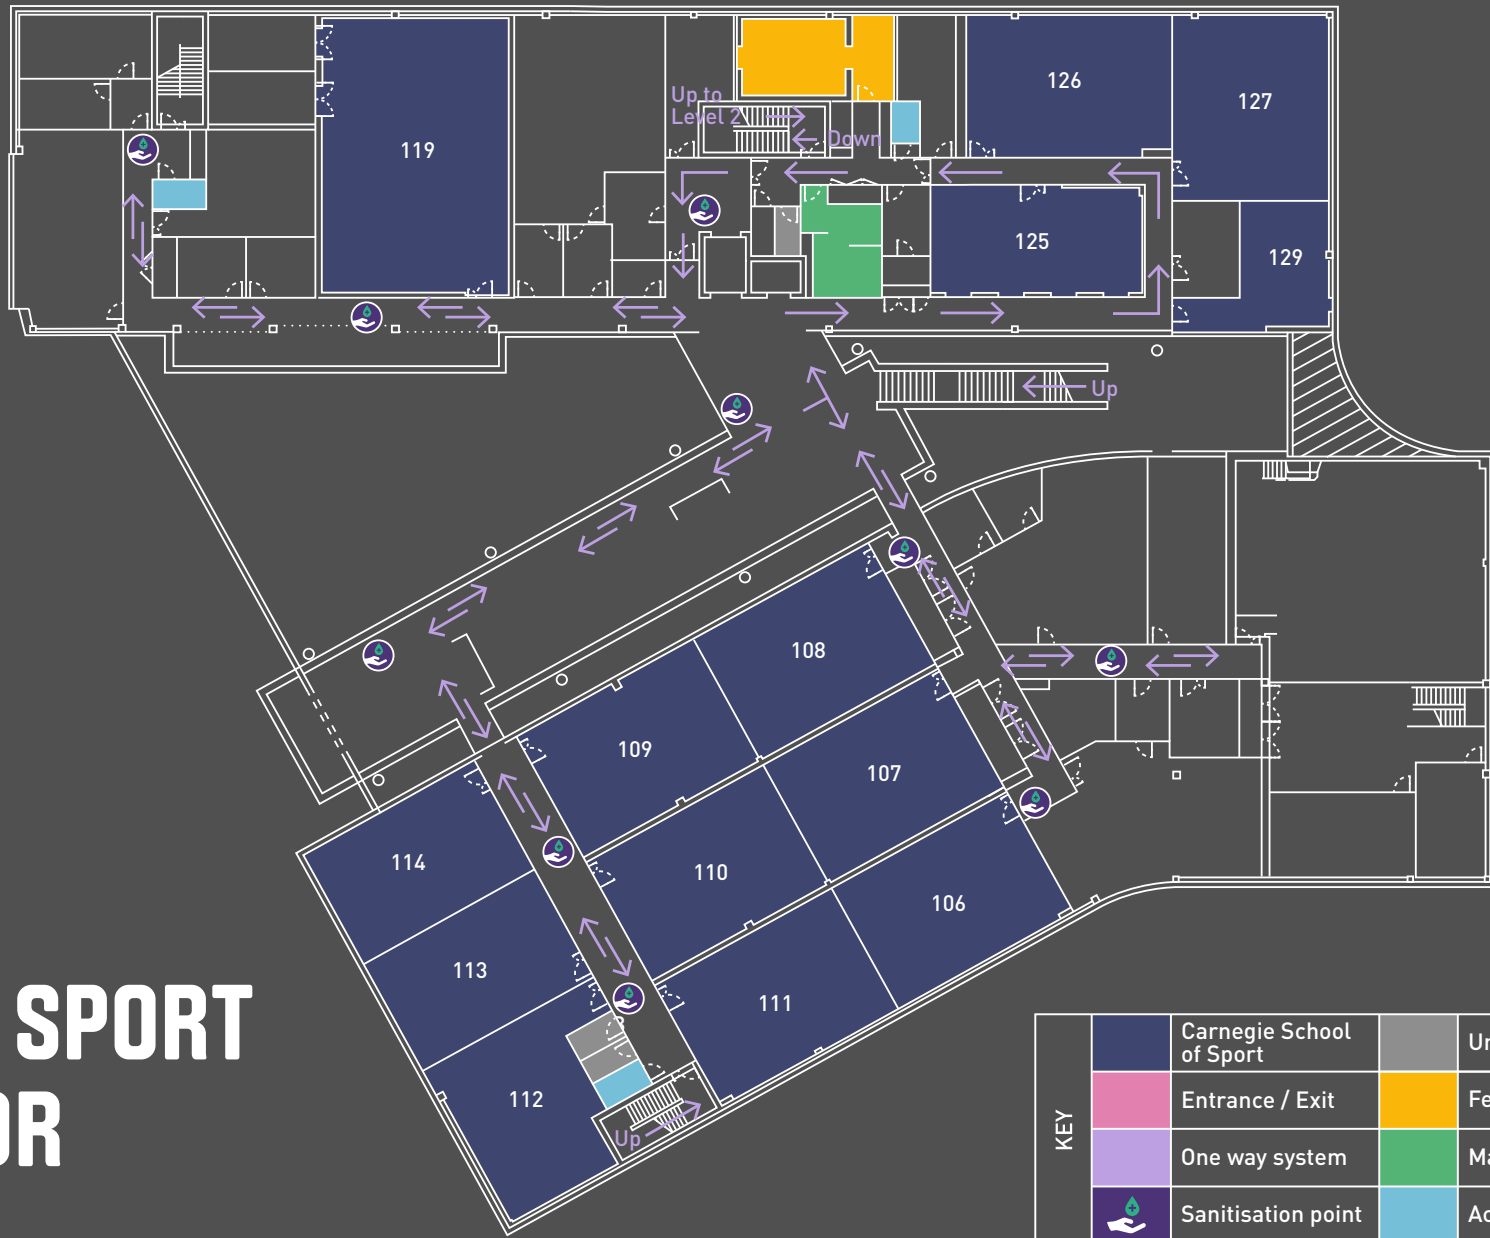 119
Up to
Level 2
Down
126
127
125
129
Up
108
109
107
114
110
106
113
111
112
Up
SPORT
OR
KEY
Carnegie School
of Sport
Entrance / Exit
One way system
Sanitisation point